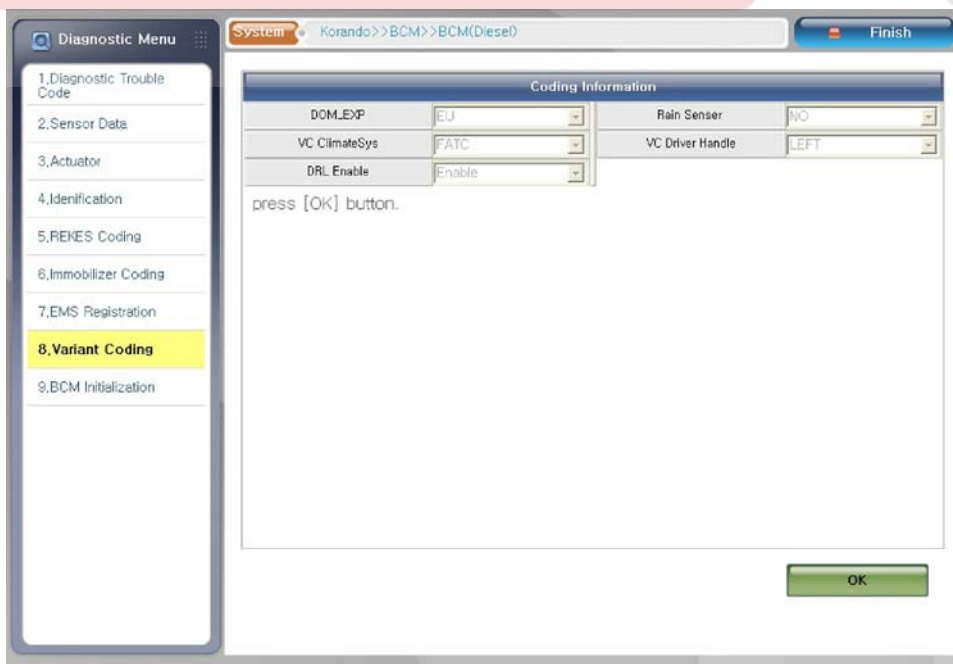 Diagnostic Menu
1.Diagnostic Trouble
Code
2.Sensor Data
3.Actuator
4.Idenification
5.REKES Coding
6.Immobilizer Coding
7.EMS Registration
8.Variant Coding
9.BCM Initialization
System Korando>>BCM>>BCM(Diesel)
Finish
Coding Information
DOM_EXP EU Rain Senser NO
VC ClimateSys FATC VC Driver Handle LEFT
DRL Enable Enable
press [OK] button.
OK